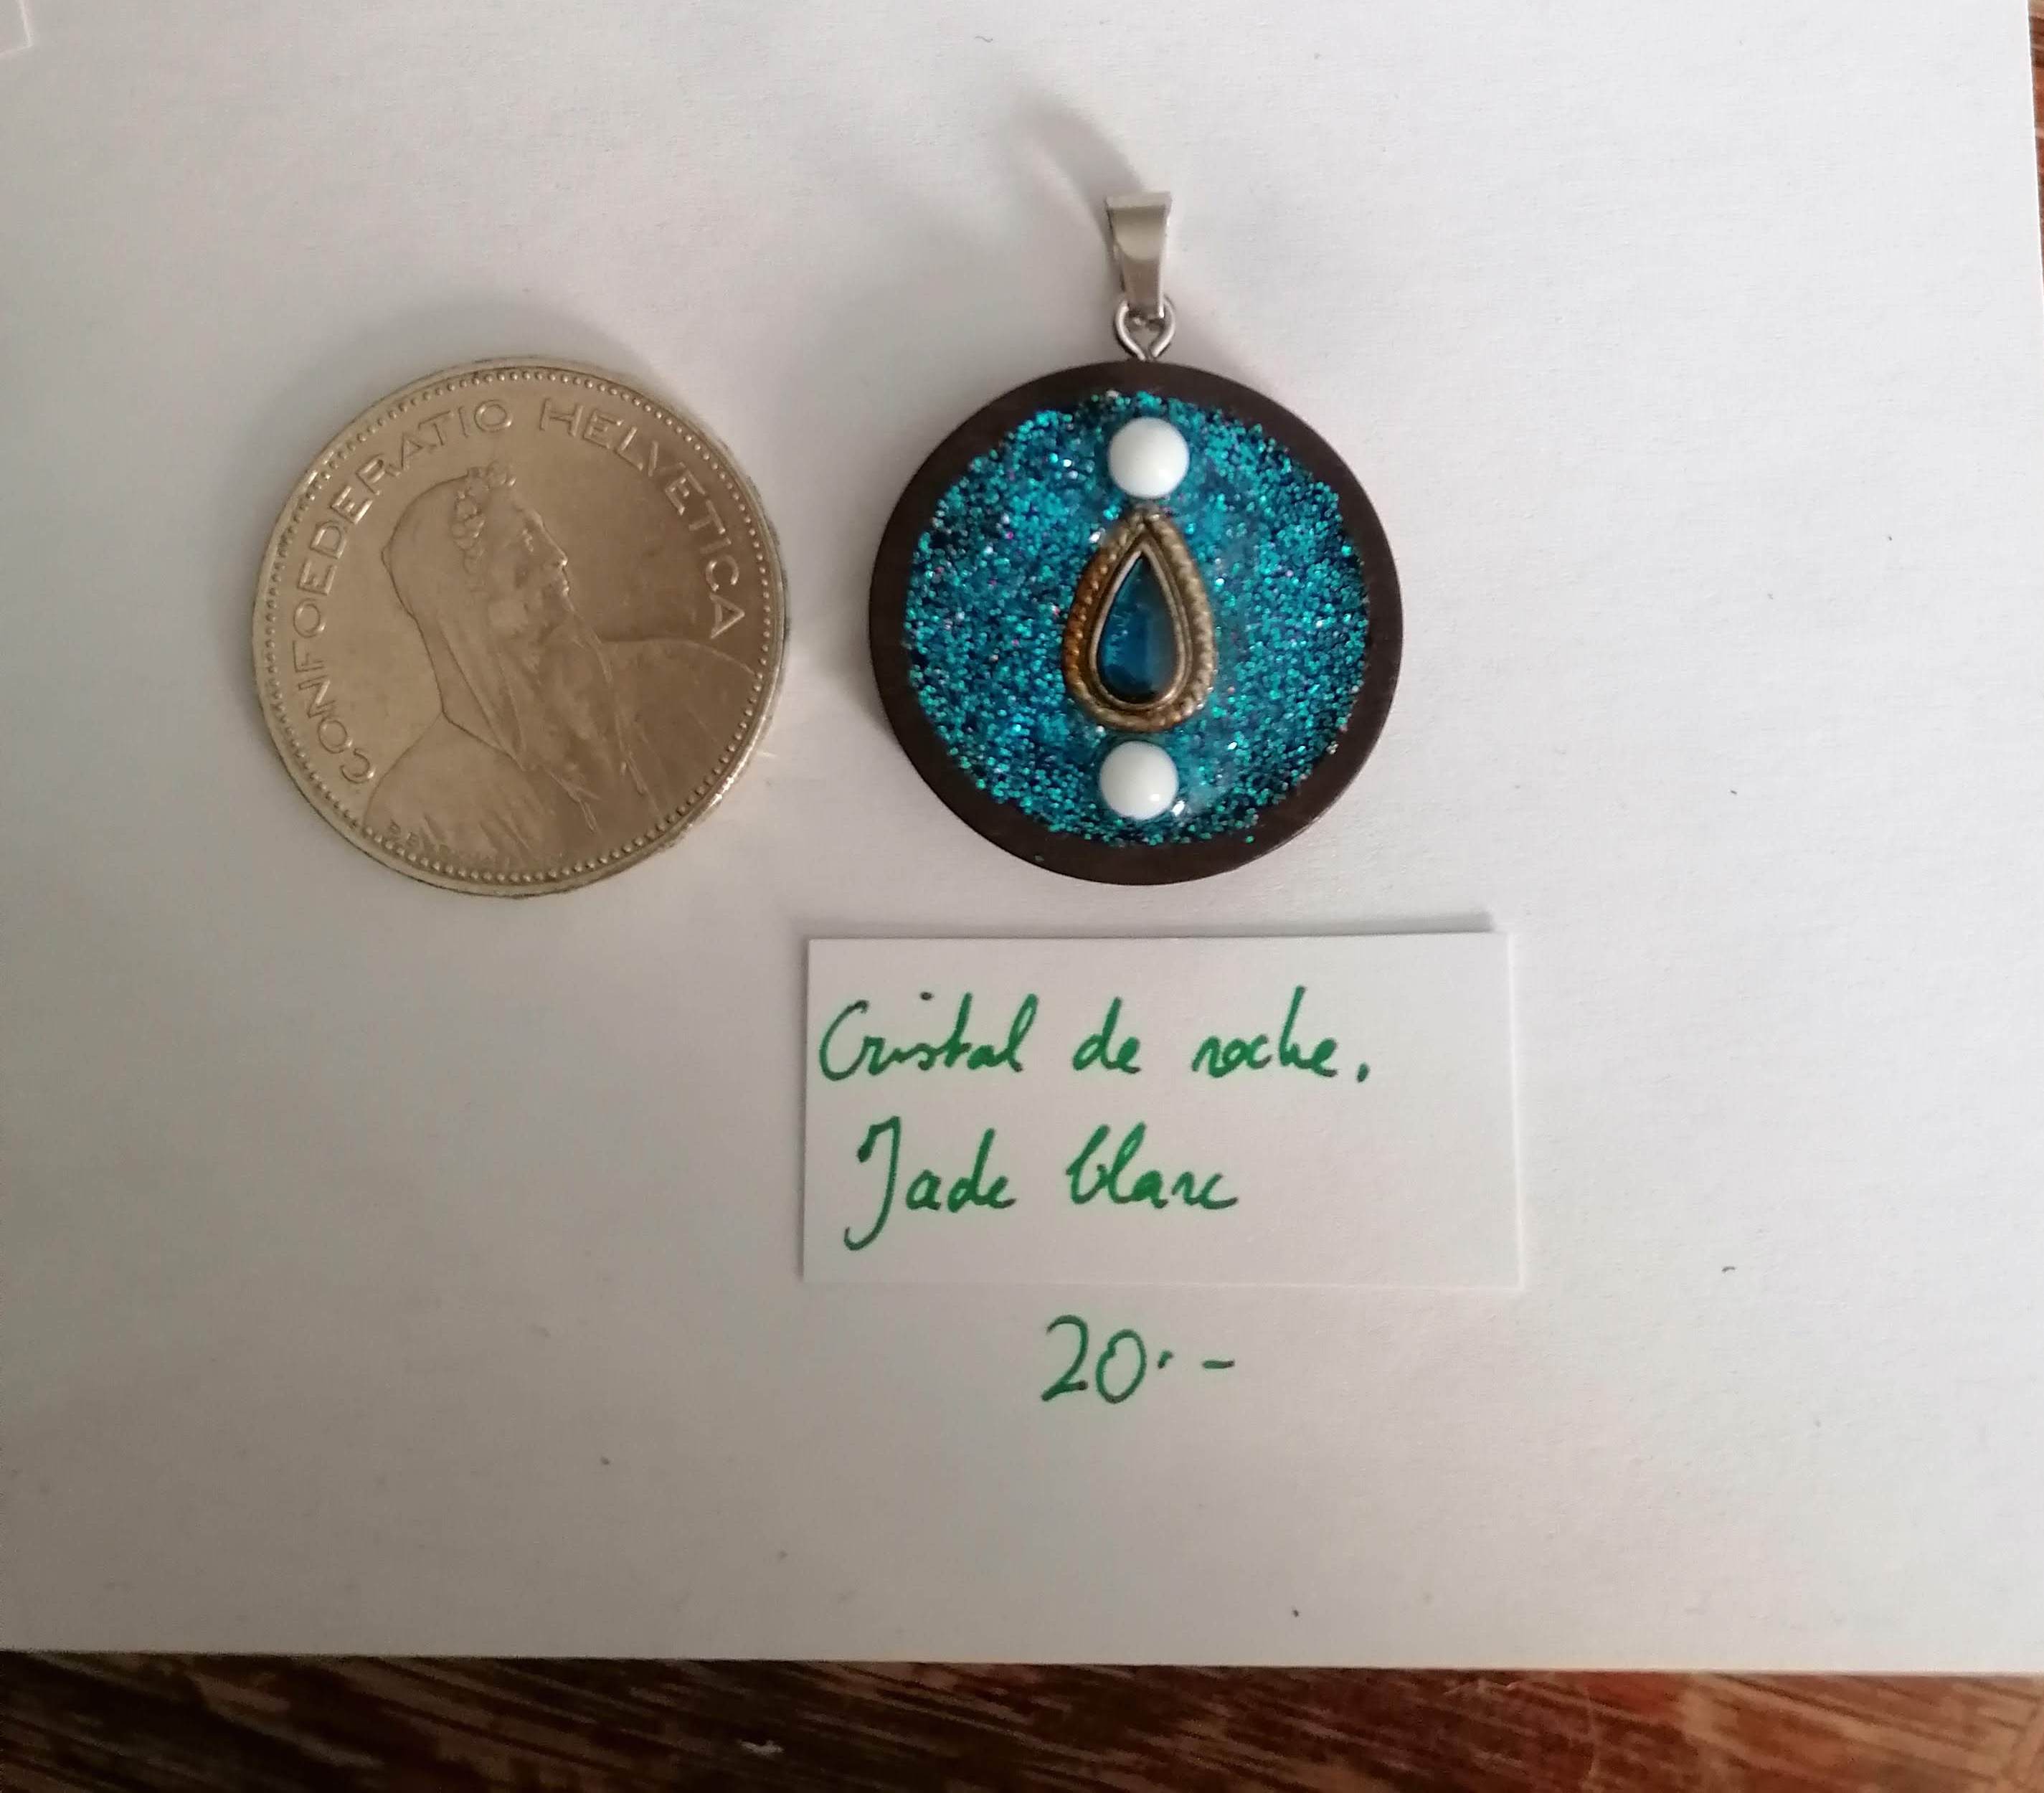 CONFOEDERATIO HELVETICA
Cristal de roche.
Jade blanc
20.-